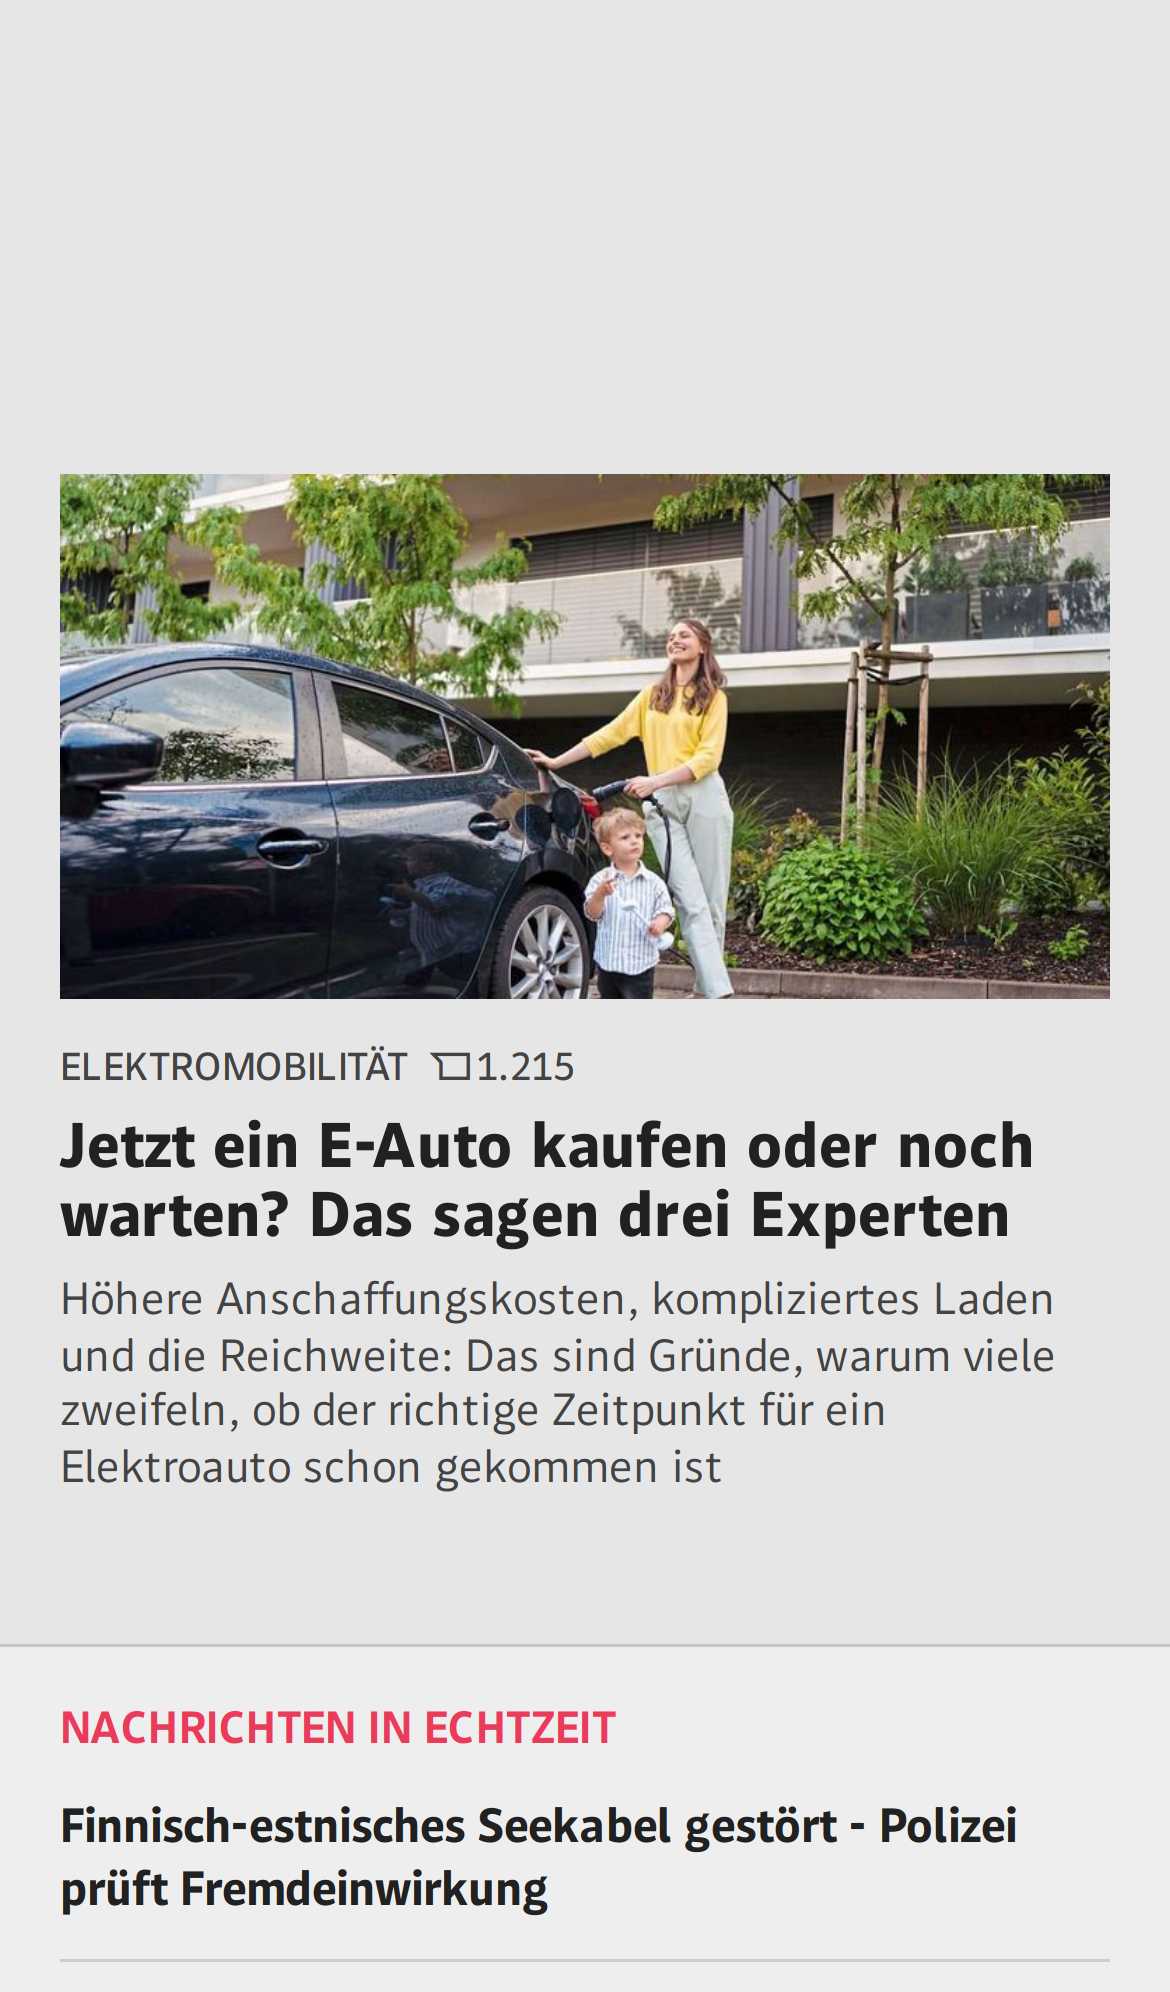 ELEKTROMOBILITÄT 1.215
Jetzt ein E-Auto kaufen oder noch
warten? Das sagen drei Experten
Höhere Anschaffungskosten, kompliziertes Laden
und die Reichweite: Das sind Gründe, warum viele
zweifeln, ob der richtige Zeitpunkt für ein
Elektroauto schon gekommen ist
NACHRICHTEN IN ECHTZEIT
Finnisch-estnisches Seekabel gestört - Polizei
prüft Fremdeinwirkung